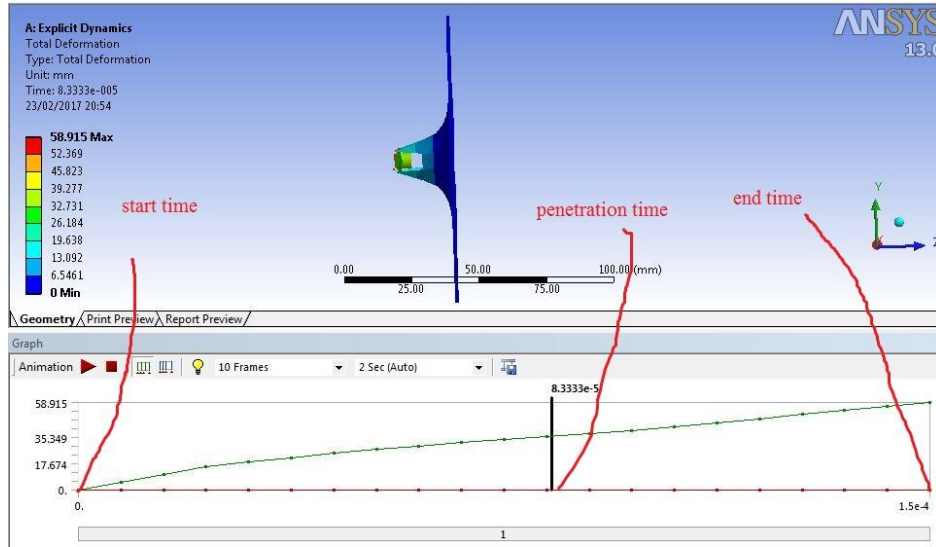 A: Explicit Dynamics
Total Deformation
Type: Total Deformation
Unit: mm
Time: 8.3333e-005
23/02/2017 20:54
ANSYS
13.0
58.915 Max
52.369
45.823
39.277
32.731
26.184
19.638
13.092
6.5461
0 Min
start time
penetration time
end time
Y
X
Z
0.00 50.00 100.00 (mm)
25.00 75.00
Geometry Print Preview Report Preview
Graph
Animation 10 Frames 2 Sec (Auto)
8.3333e-5
58.915
35.349
17.674
0.
0. 1.5e-4
1